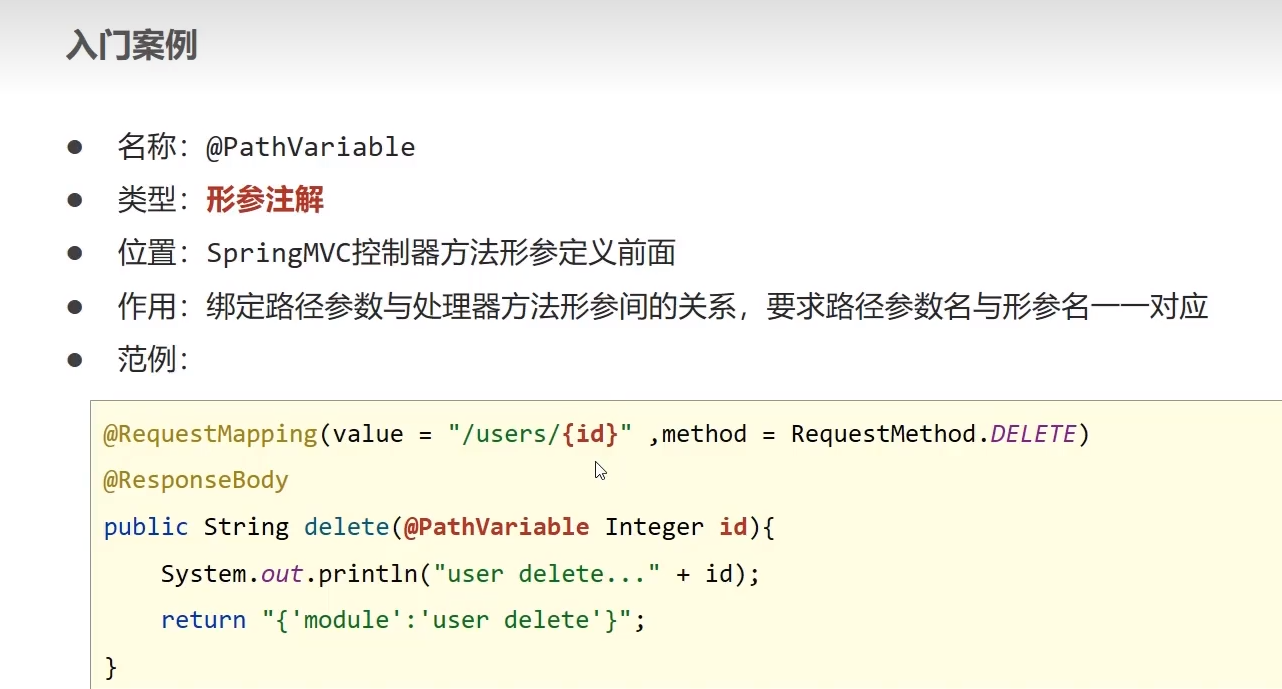 入门案例
名称：@PathVariable
类型：形参注解
位置：SpringMVC控制器方法形参定义前面
作用：绑定路径参数与处理器方法形参间的关系，要求路径参数名与形参名一一对应
范例：
@RequestMapping(value = "/users/{id}" ,method = RequestMethod.DELETE)
@ResponseBody
public String delete(@PathVariable Integer id){
    System.out.println("user delete..." + id);
    return "{'module':'user delete'}";
}